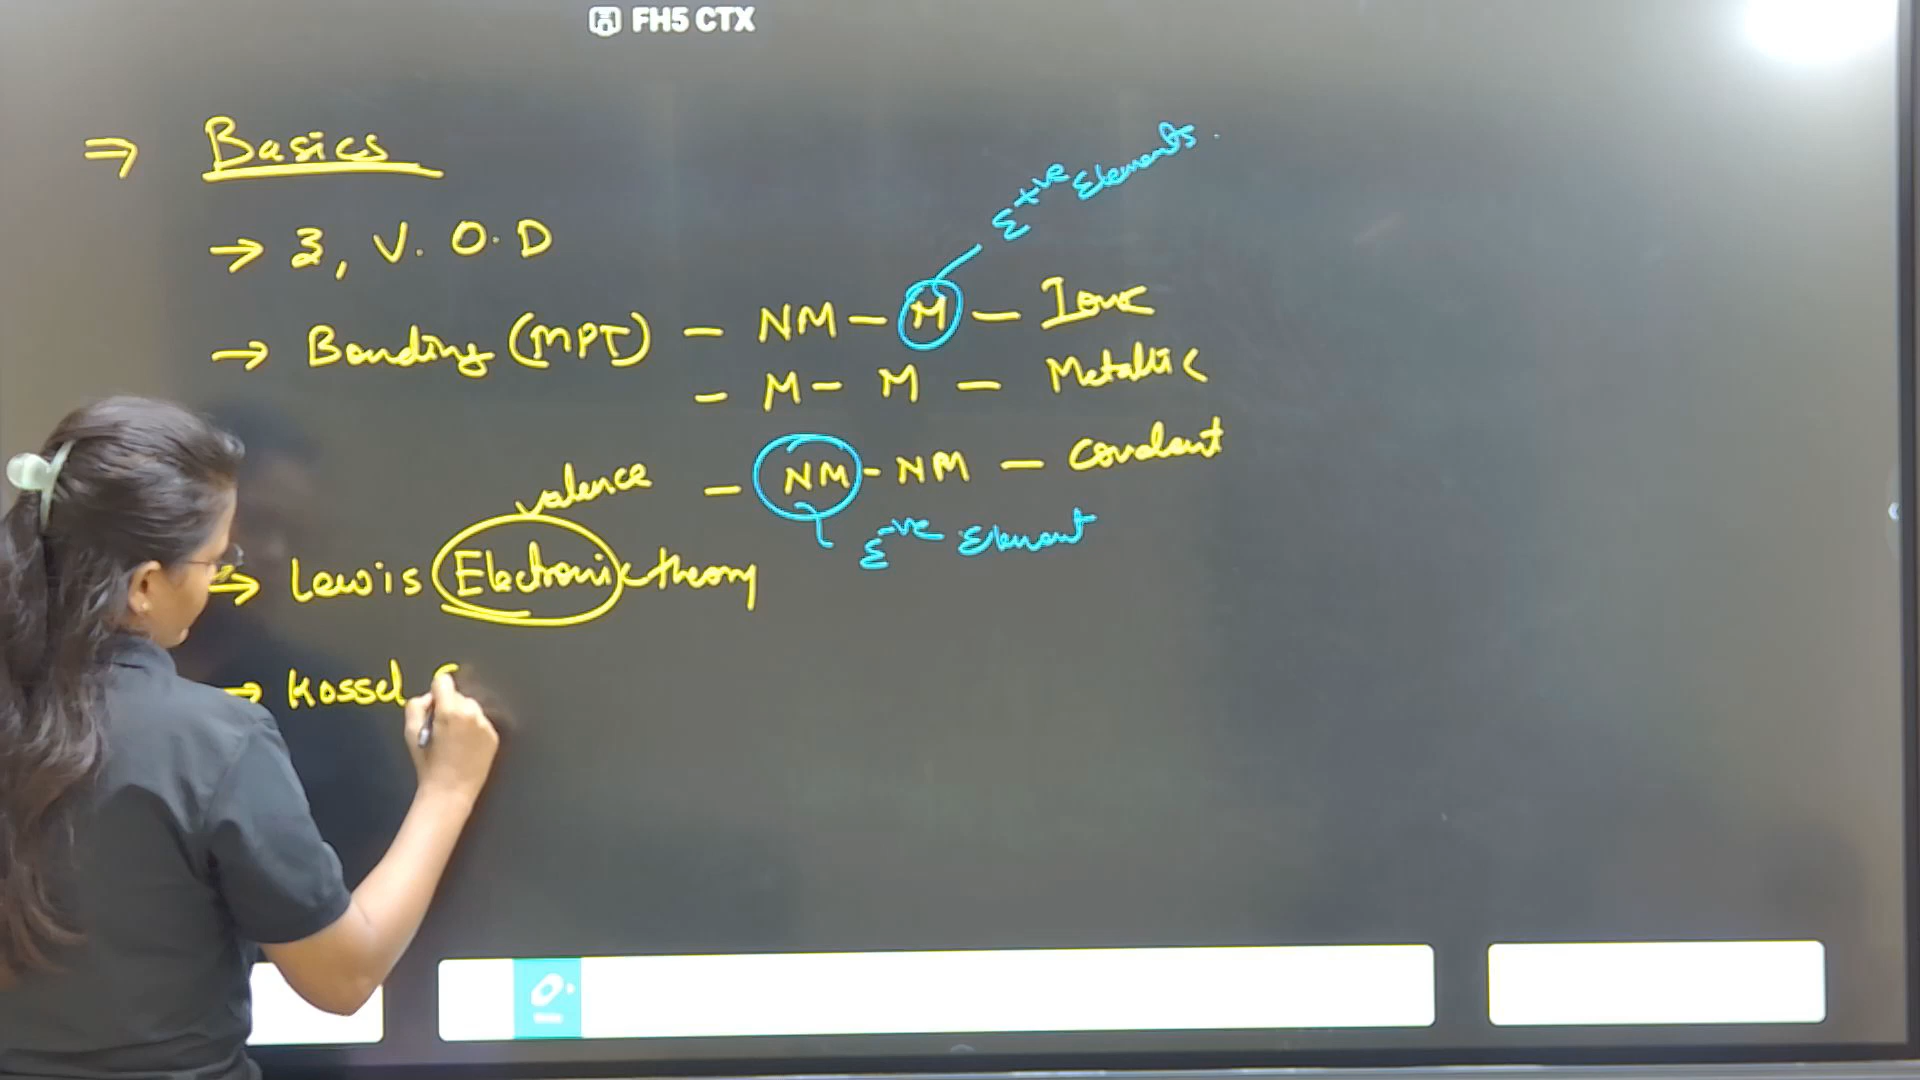 FH5 CTX
⇒ Basics
→ 3, V. O. D
ε+ve Elements.
→ Bonding (MPT) - NM - M - Ionic
- M - M - Metallic
- NM - NM - Covalent
valence
ε-ve Element
→ Lewis Electronic theory
→ Kossel